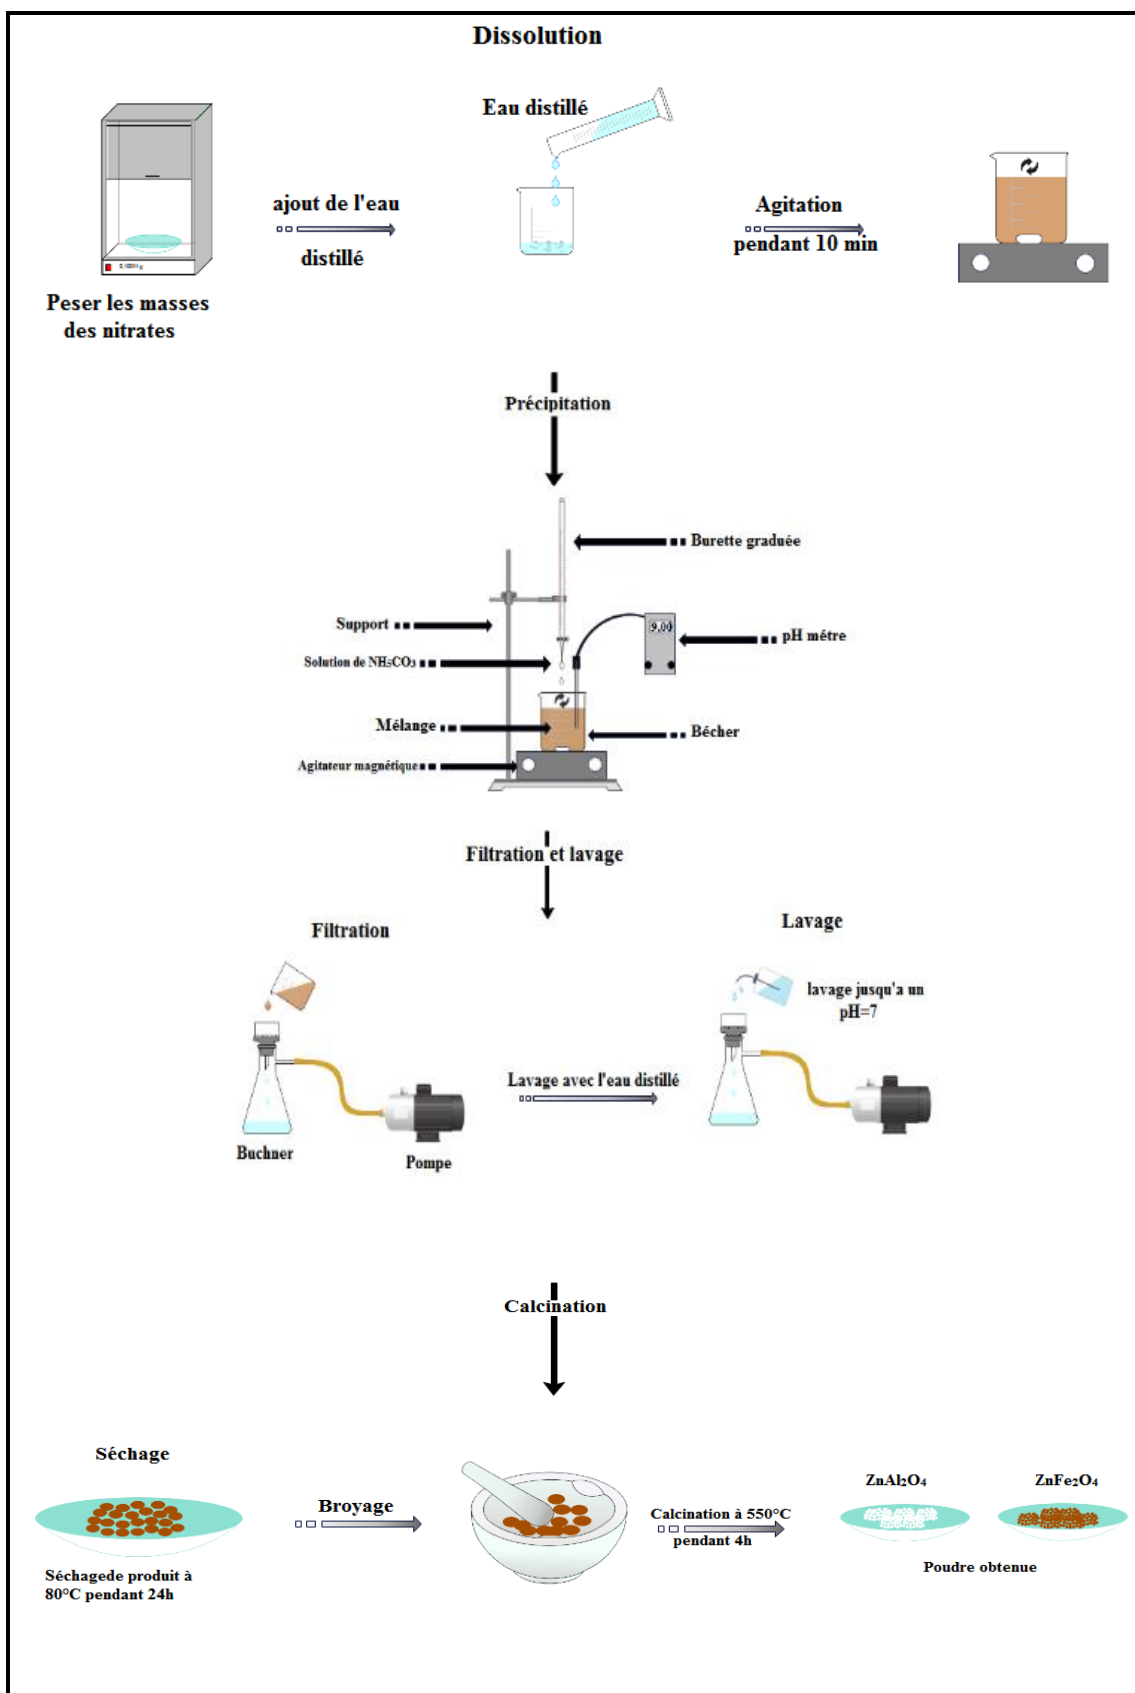 Dissolution
Eau distillé
ajout de l'eau
distillé
Agitation
pendant 10 min
Peser les masses
des nitrates
Précipitation
Burette graduée
9,00
Support
pH métre
Solution de NH₅CO₃
Mélange
Bécher
Agitateur magnétique
Filtration et lavage
Filtration
Lavage
lavage jusqu'a un
pH=7
Lavage avec l'eau distillé
Buchner
Pompe
Calcination
Séchage
Broyage
Calcination à 550°C
pendant 4h
ZnAl₂O₄
ZnFe₂O₄
Séchagede produit à
80°C pendant 24h
Poudre obtenue